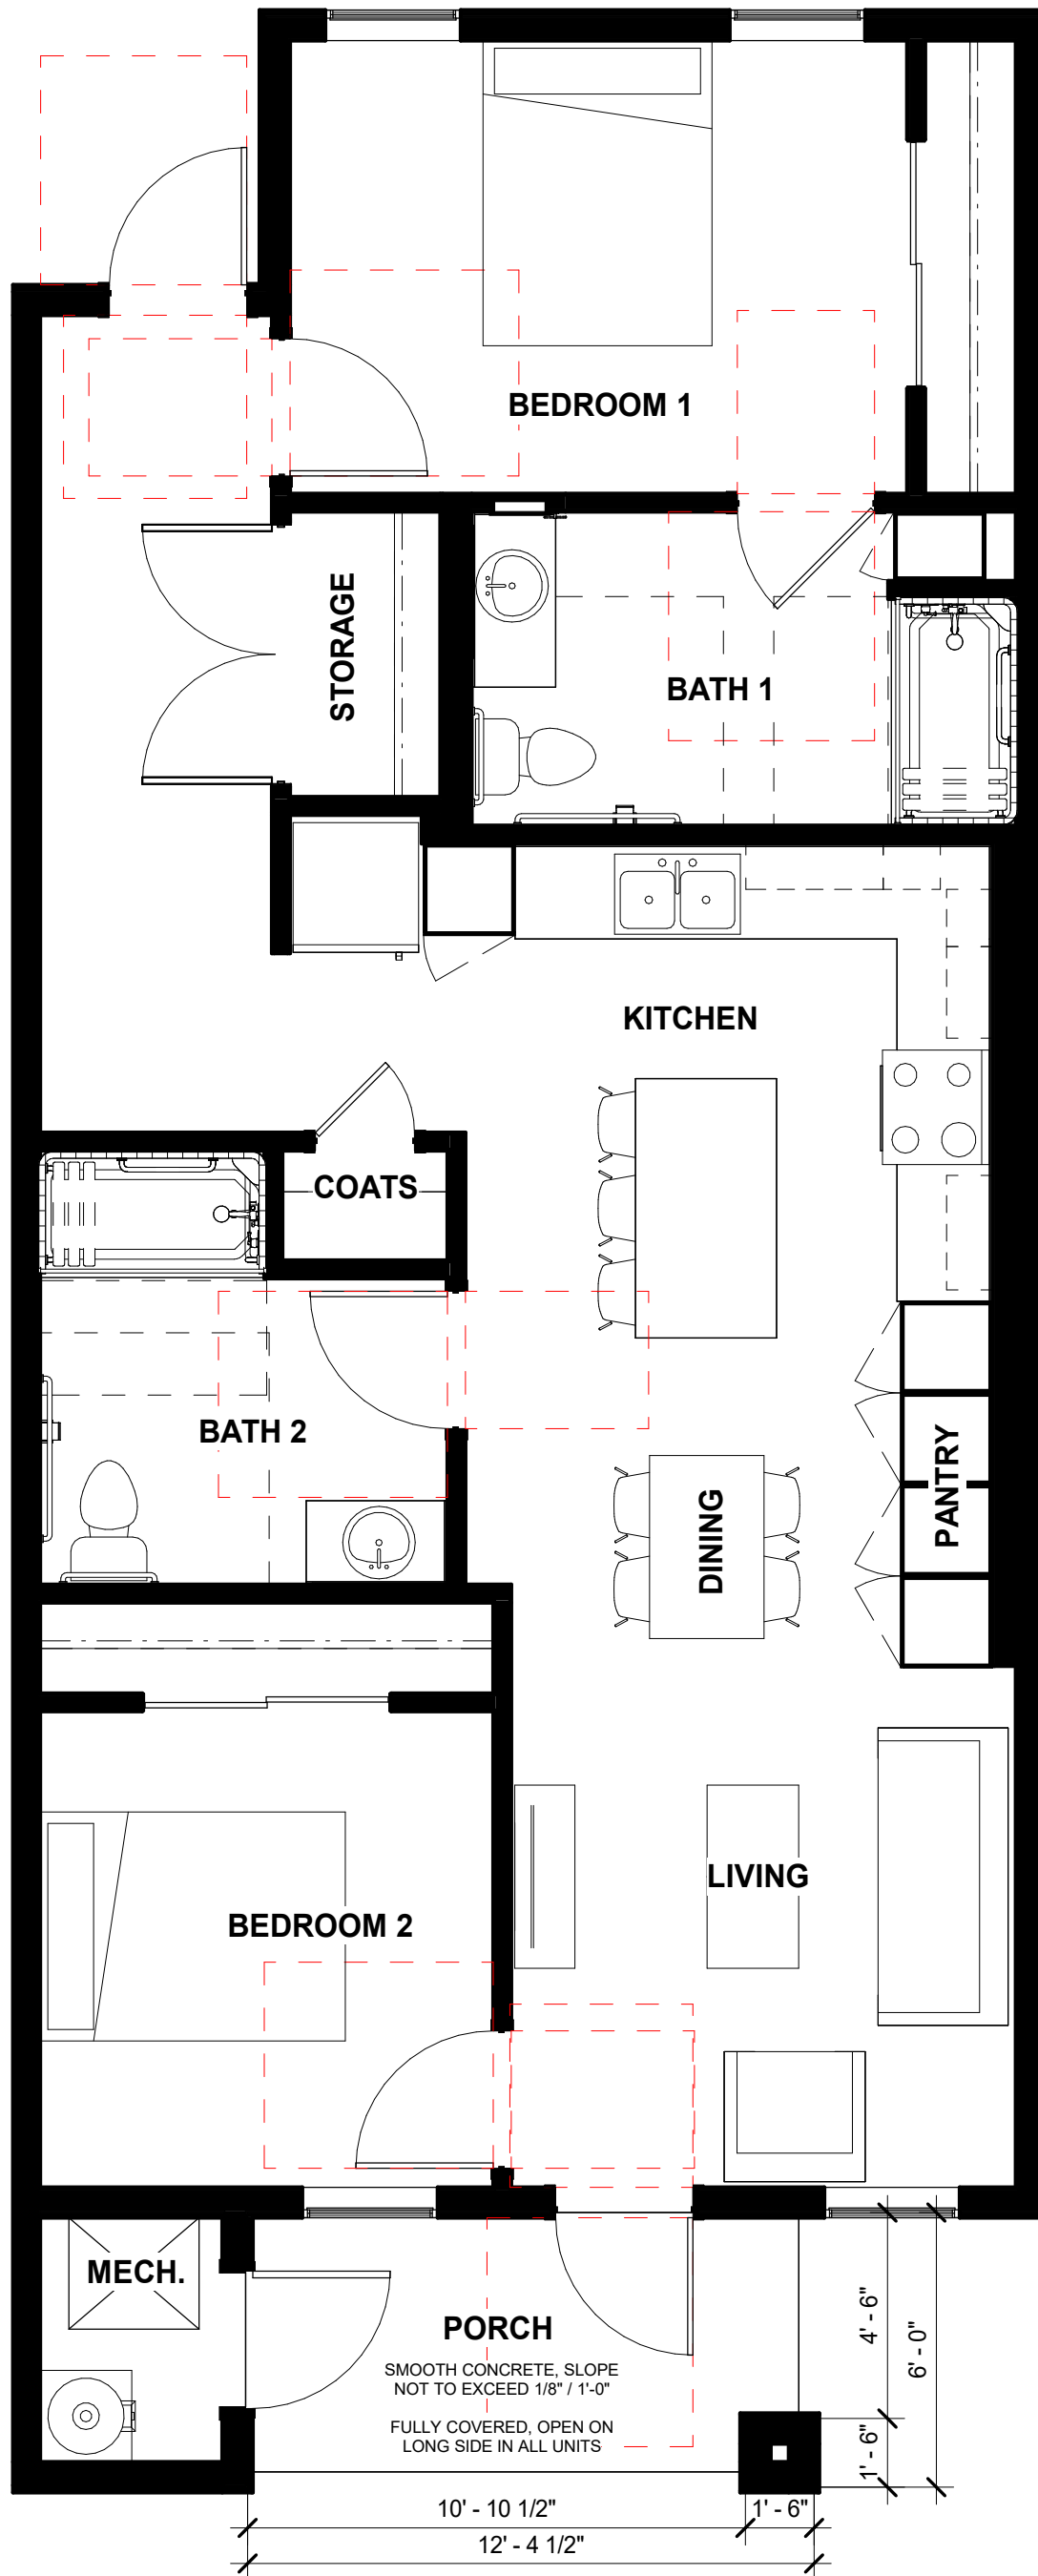 BEDROOM 1
STORAGE
BATH 1
KITCHEN
COATS
BATH 2
DINING
PANTRY
LIVING
BEDROOM 2
MECH.
PORCH
SMOOTH CONCRETE, SLOPE
NOT TO EXCEED 1/8" / 1'-0"
FULLY COVERED, OPEN ON
LONG SIDE IN ALL UNITS
4' - 6"
6' - 0"
1' - 6"
10' - 10 1/2"
1' - 6"
12' - 4 1/2"